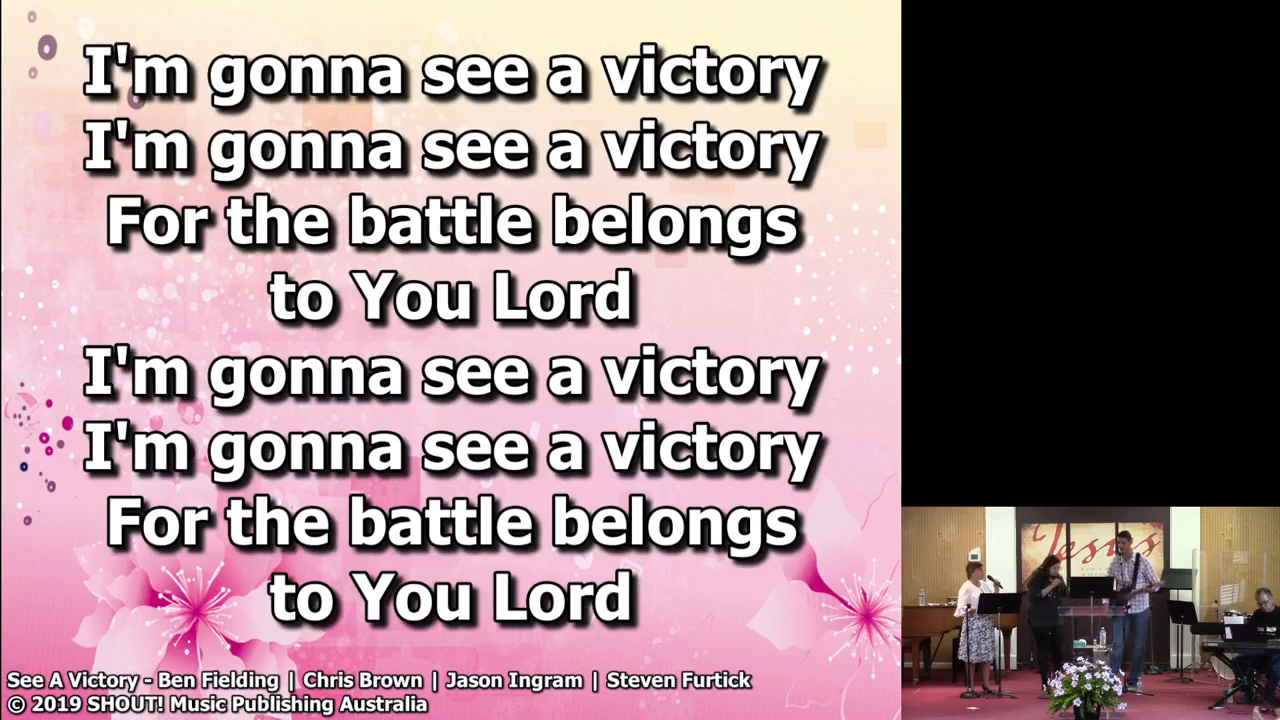 I'm gonna see a victory
I'm gonna see a victory
For the battle belongs
to You Lord
I'm gonna see a victory
I'm gonna see a victory
For the battle belongs
to You Lord
See A Victory - Ben Fielding | Chris Brown | Jason Ingram | Steven Furtick
© 2019 SHOUT! Music Publishing Australia
Jesus